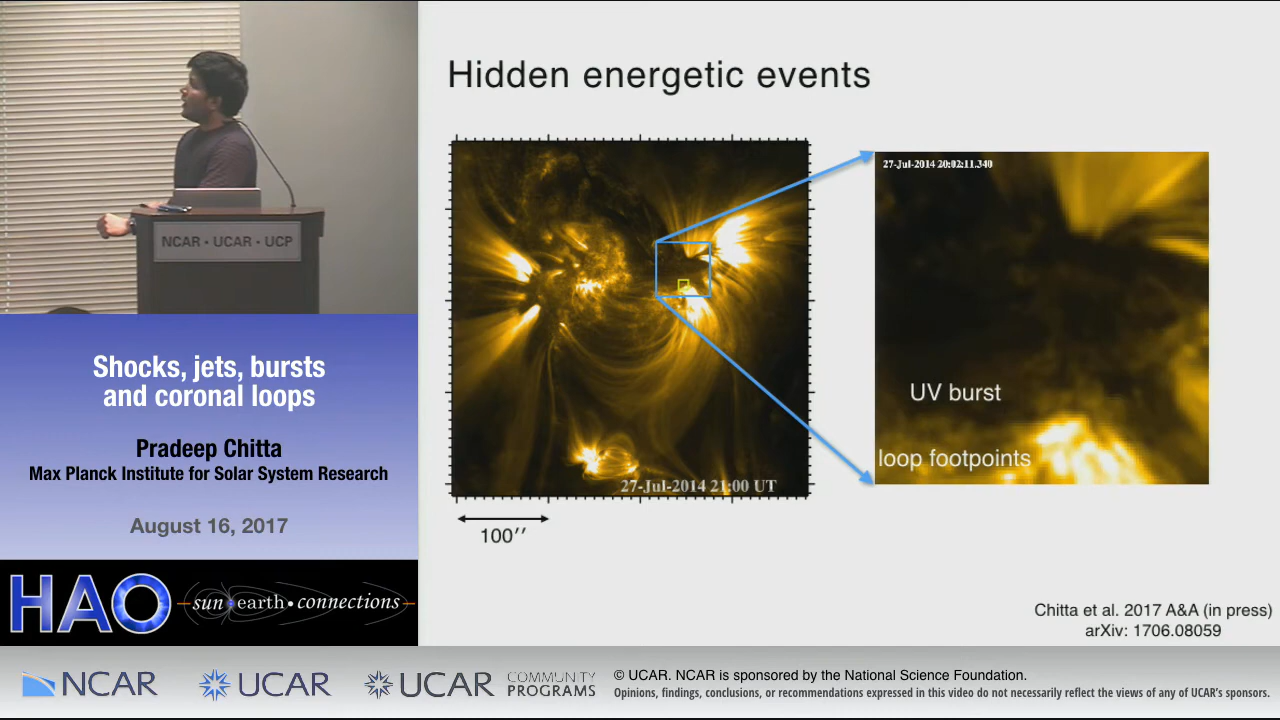 NCAR • UCAR • UCP
Shocks, jets, bursts
and coronal loops
Pradeep Chitta
Max Planck Institute for Solar System Research
August 16, 2017
HAO
sun • earth • connections
Hidden energetic events
27-Jul-2014 21:00 UT
100’’
27-Jul-2014 20:02:11.340
UV burst
loop footpoints
Chitta et al. 2017 A&A (in press)
arXiv: 1706.08059
NCAR
UCAR
UCAR
COMMUNITY
PROGRAMS
© UCAR. NCAR is sponsored by the National Science Foundation.
Opinions, findings, conclusions, or recommendations expressed in this video do not necessarily reflect the views of any of UCAR's sponsors.